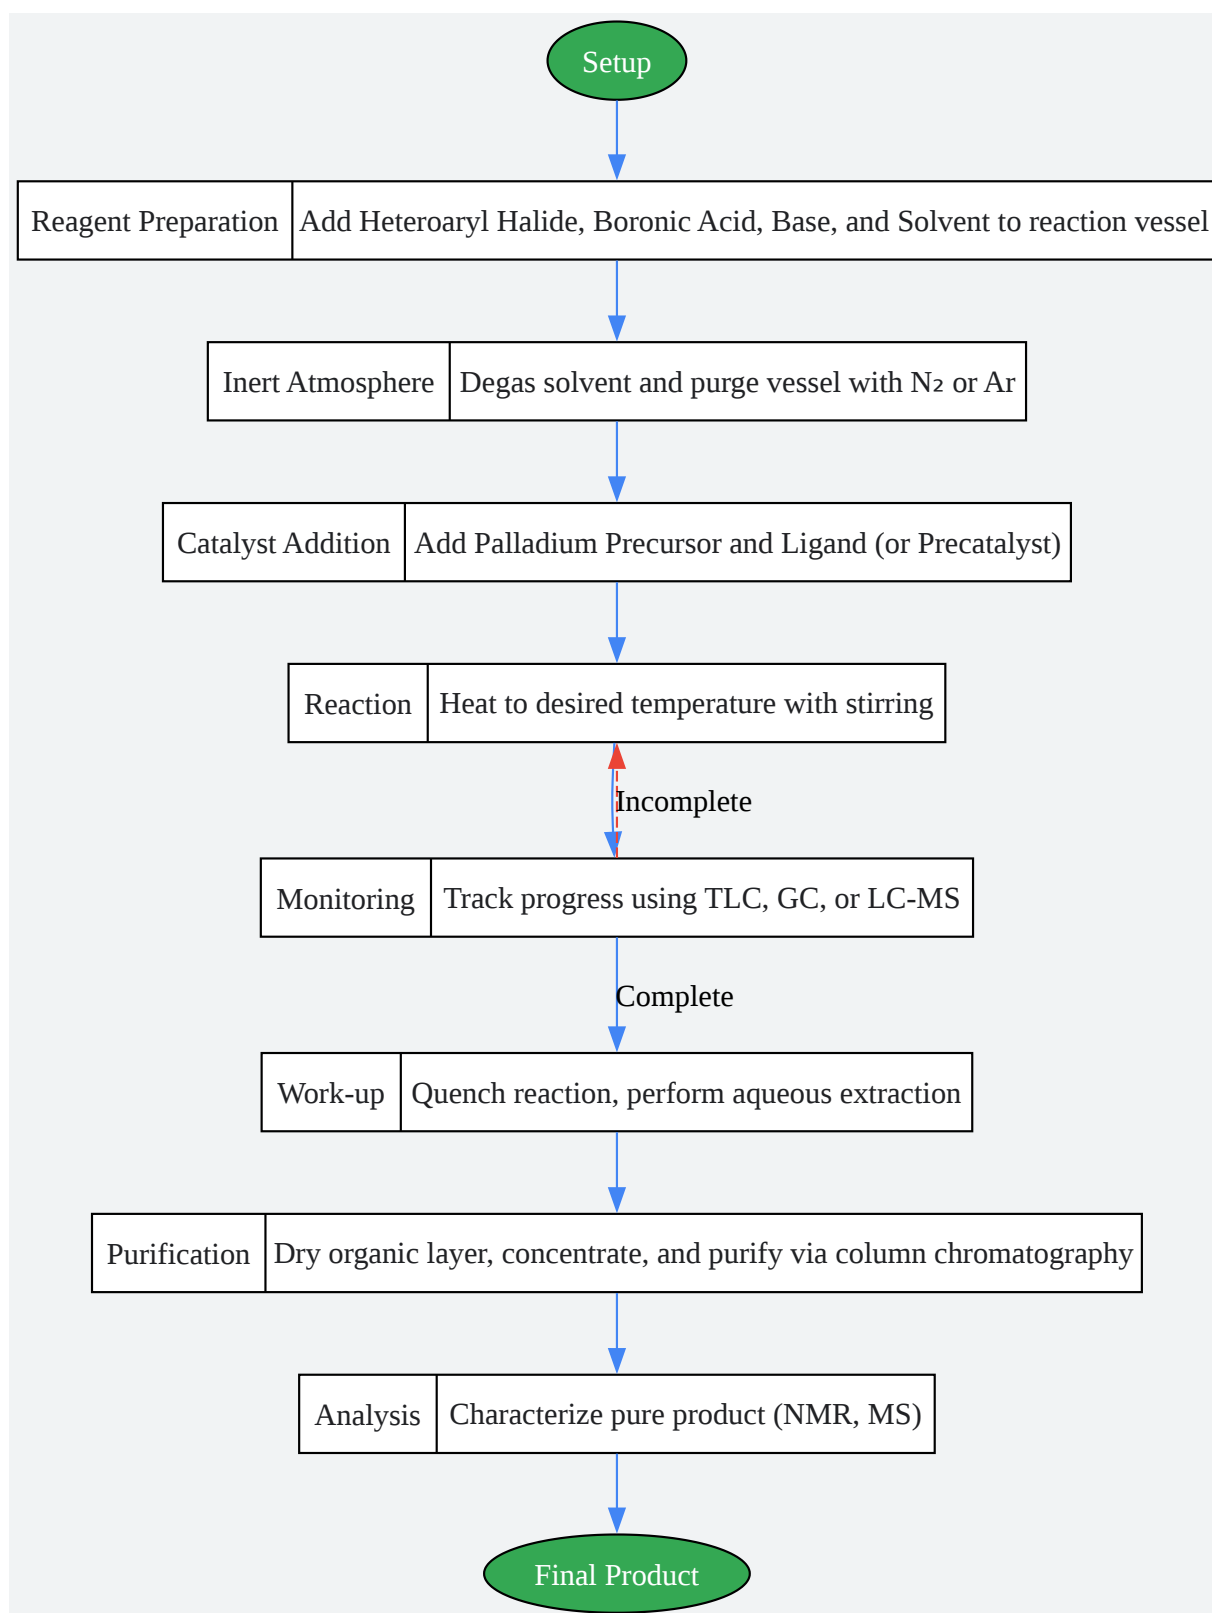 Setup
Reagent Preparation
Add Heteroaryl Halide, Boronic Acid, Base, and Solvent to reaction vessel
Inert Atmosphere
Degas solvent and purge vessel with N₂ or Ar
Catalyst Addition
Add Palladium Precursor and Ligand (or Precatalyst)
Reaction
Heat to desired temperature with stirring
Incomplete
Monitoring
Track progress using TLC, GC, or LC-MS
Complete
Work-up
Quench reaction, perform aqueous extraction
Purification
Dry organic layer, concentrate, and purify via column chromatography
Analysis
Characterize pure product (NMR, MS)
Final Product